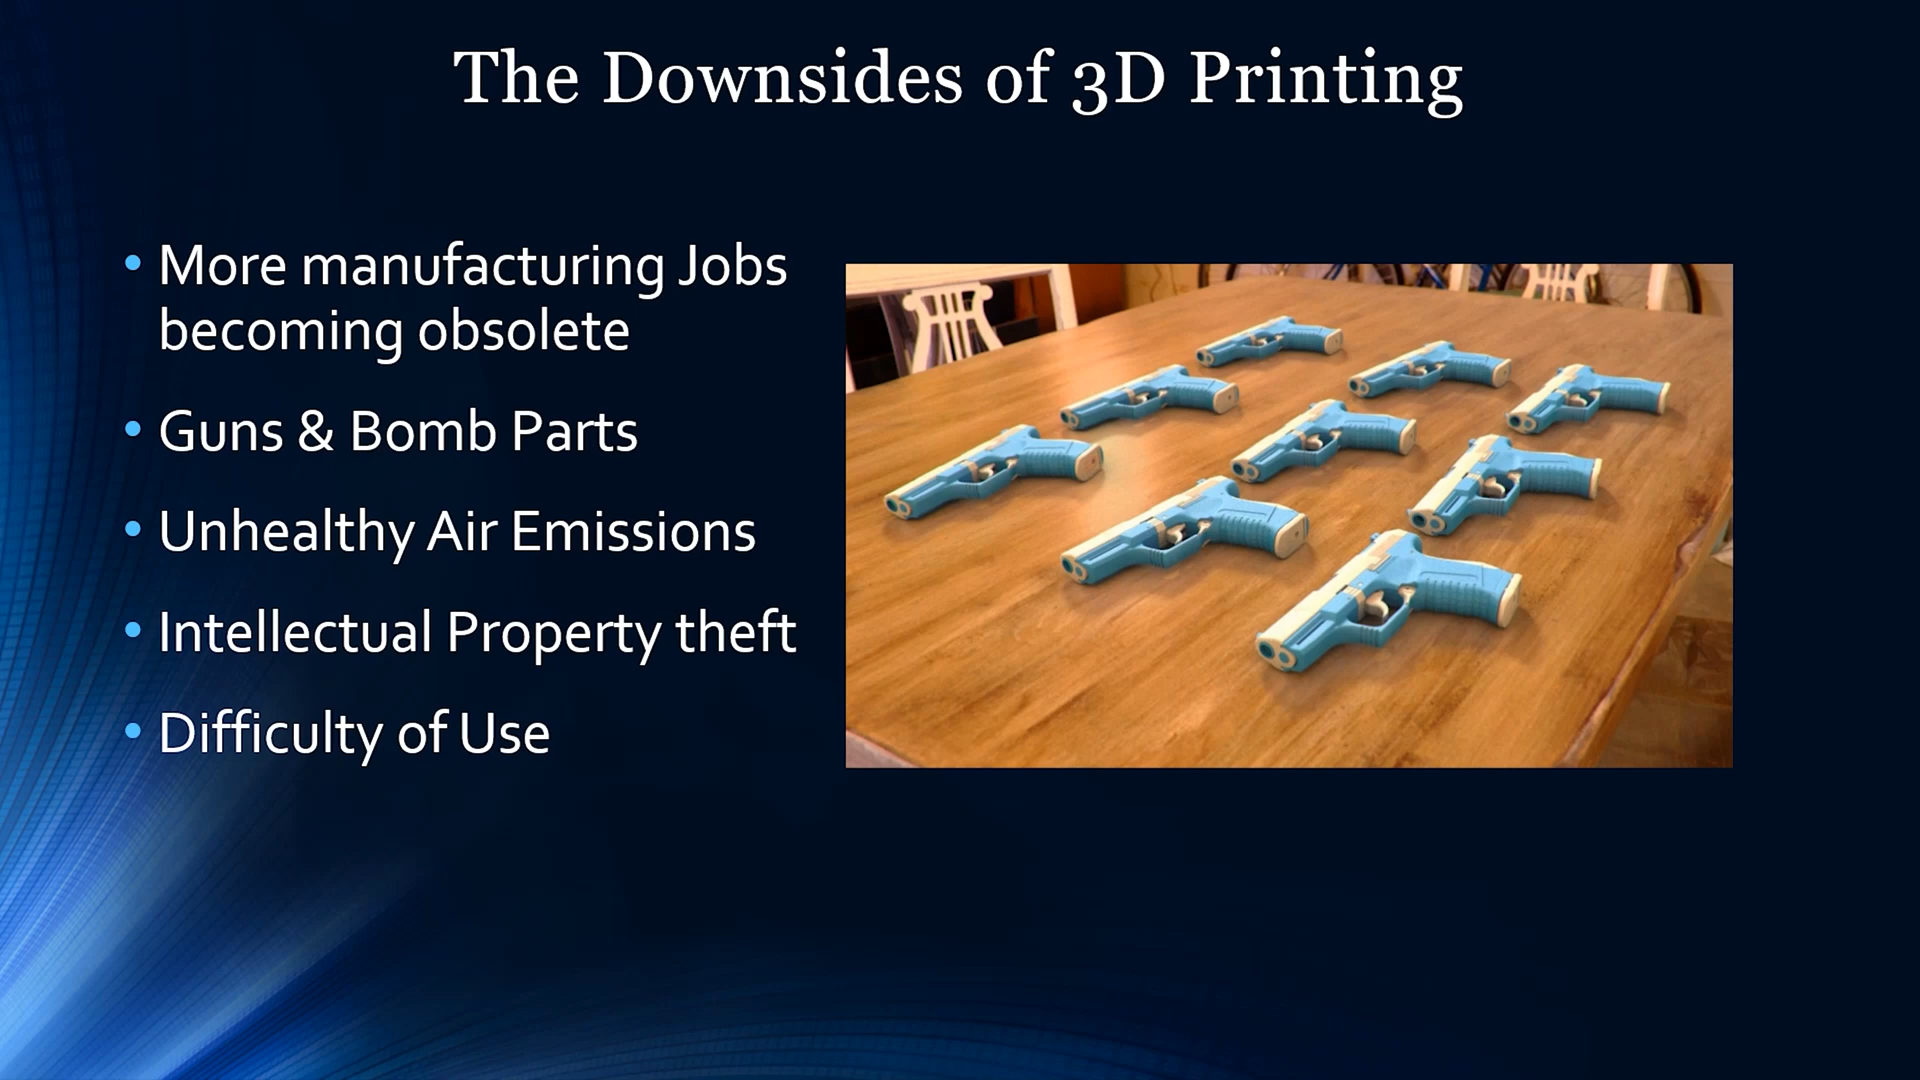 The Downsides of 3D Printing
• More manufacturing Jobs
becoming obsolete
• Guns & Bomb Parts
• Unhealthy Air Emissions
• Intellectual Property theft
• Difficulty of Use